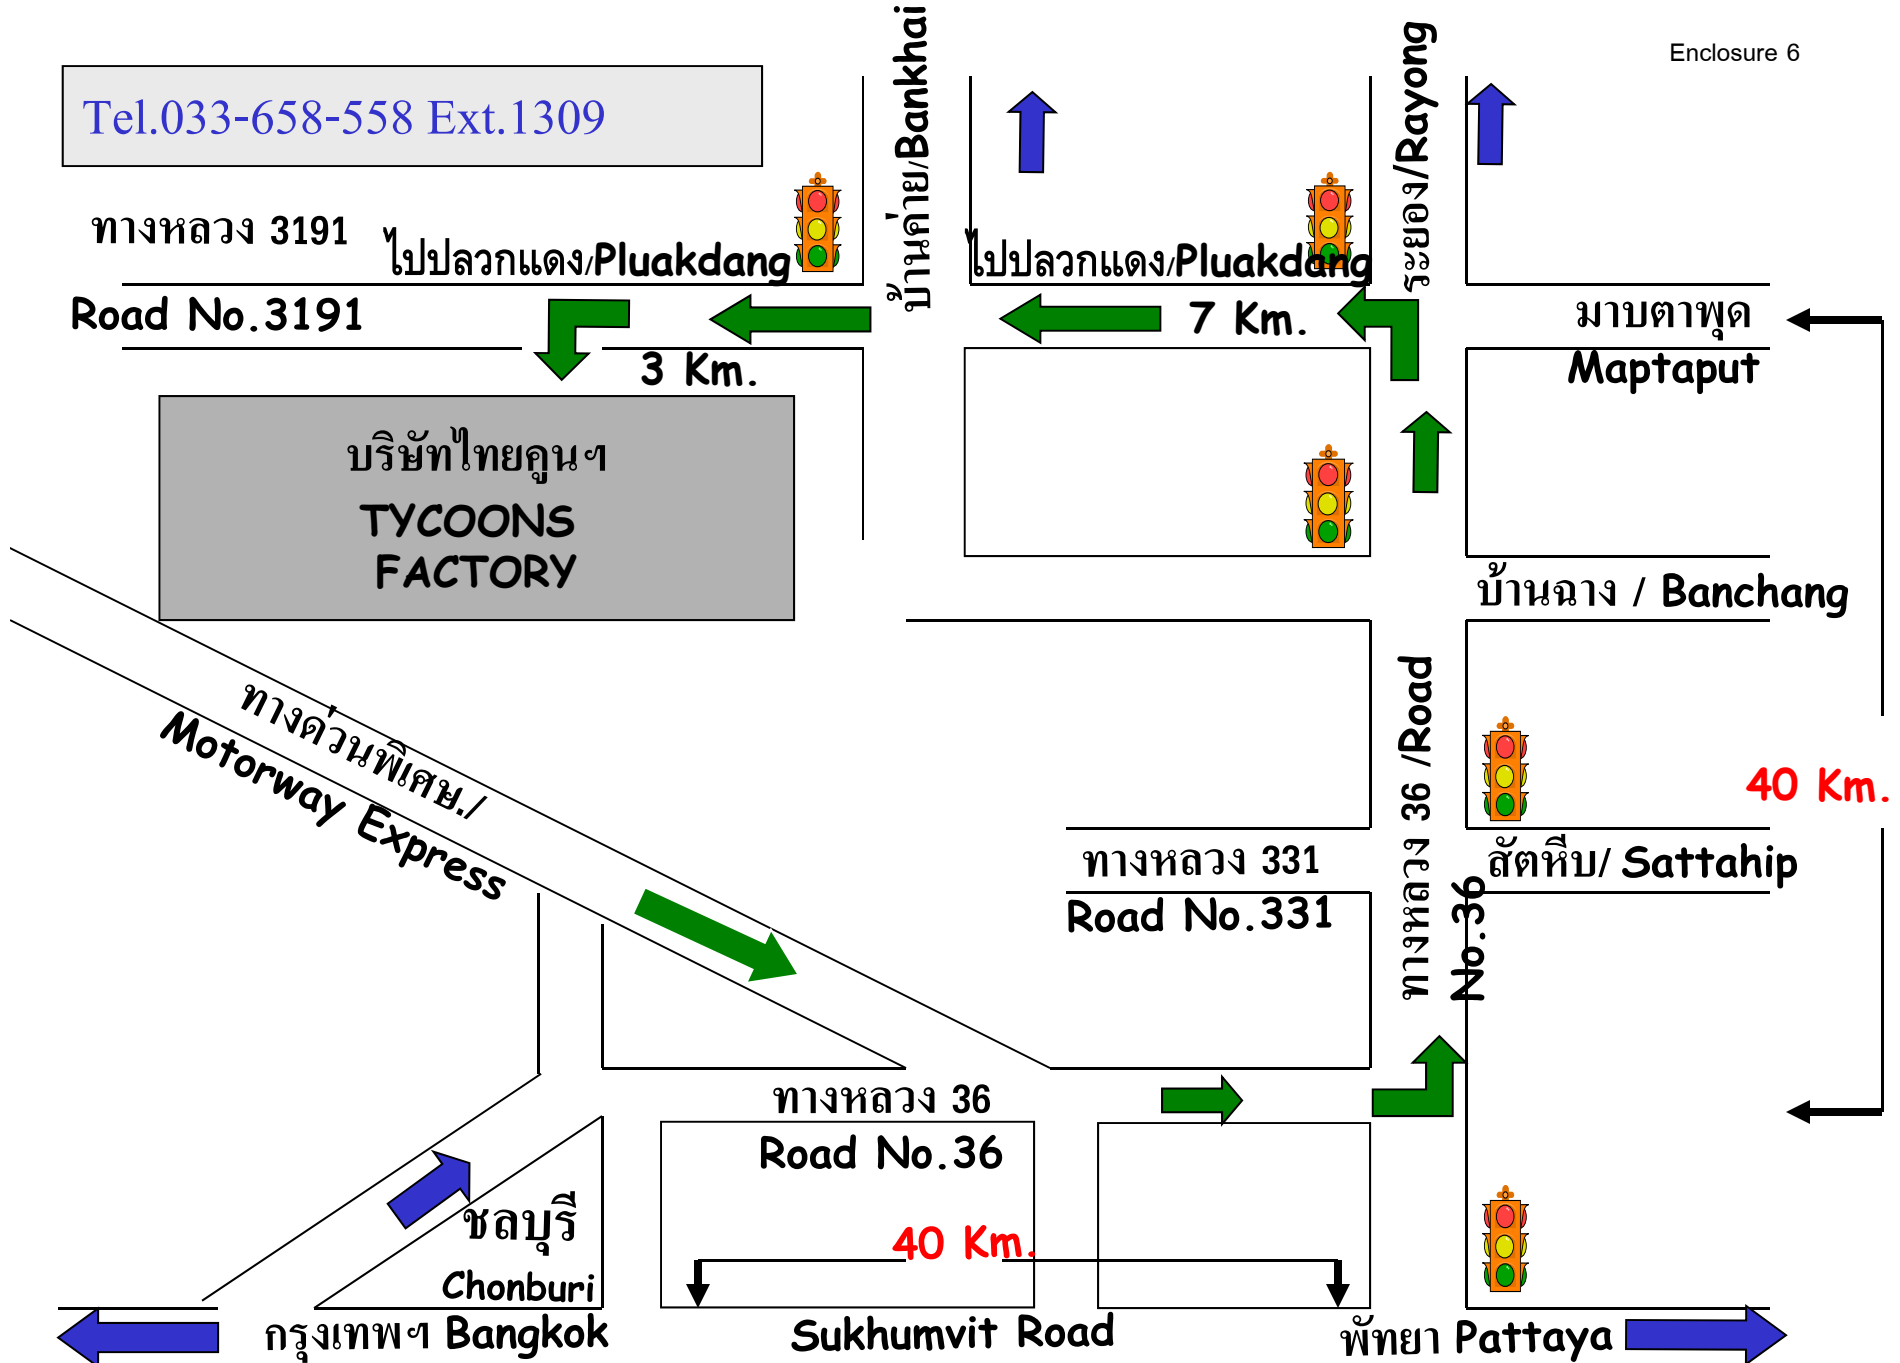 Enclosure 6
Tel.033-658-558 Ext.1309
บ้านค่าย/Bankhai
ระยอง/Rayong
ทางหลวง 3191
ไปปลวกแดง/Pluakdang
ไปปลวกแดง/Pluakdang
Road No.3191
7 Km.
มาบตาพุด
Maptaput
3 Km.
บริษัทไทยคูนฯ
TYCOONS
FACTORY
บ้านฉาง / Banchang
ทางด่วนพิเศษ./
Motorway Express
ทางหลวง 36 /Road
No.36
40 Km.
ทางหลวง 331
Road No.331
สัตหีบ/ Sattahip
ทางหลวง 36
Road No.36
ชลบุรี
Chonburi
40 Km.
กรุงเทพฯ Bangkok
Sukhumvit Road
พัทยา Pattaya